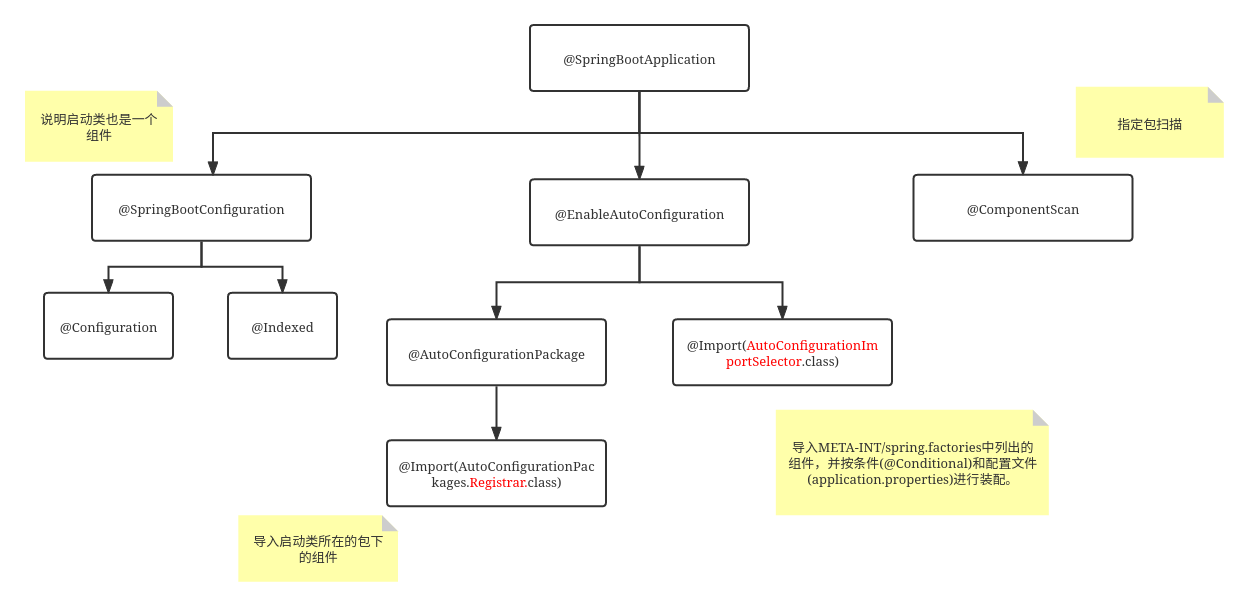 @SpringBootApplication
说明启动类也是一个
组件
指定包扫描
@SpringBootConfiguration
@EnableAutoConfiguration
@ComponentScan
@Configuration
@Indexed
@AutoConfigurationPackage
@Import(AutoConfigurationIm
portSelector.class)
@Import(AutoConfigurationPac
kages.Registrar.class)
导入META-INT/spring.factories中列出的
组件，并按条件(@Conditional)和配置文件
(application.properties)进行装配。
导入启动类所在的包下
的组件